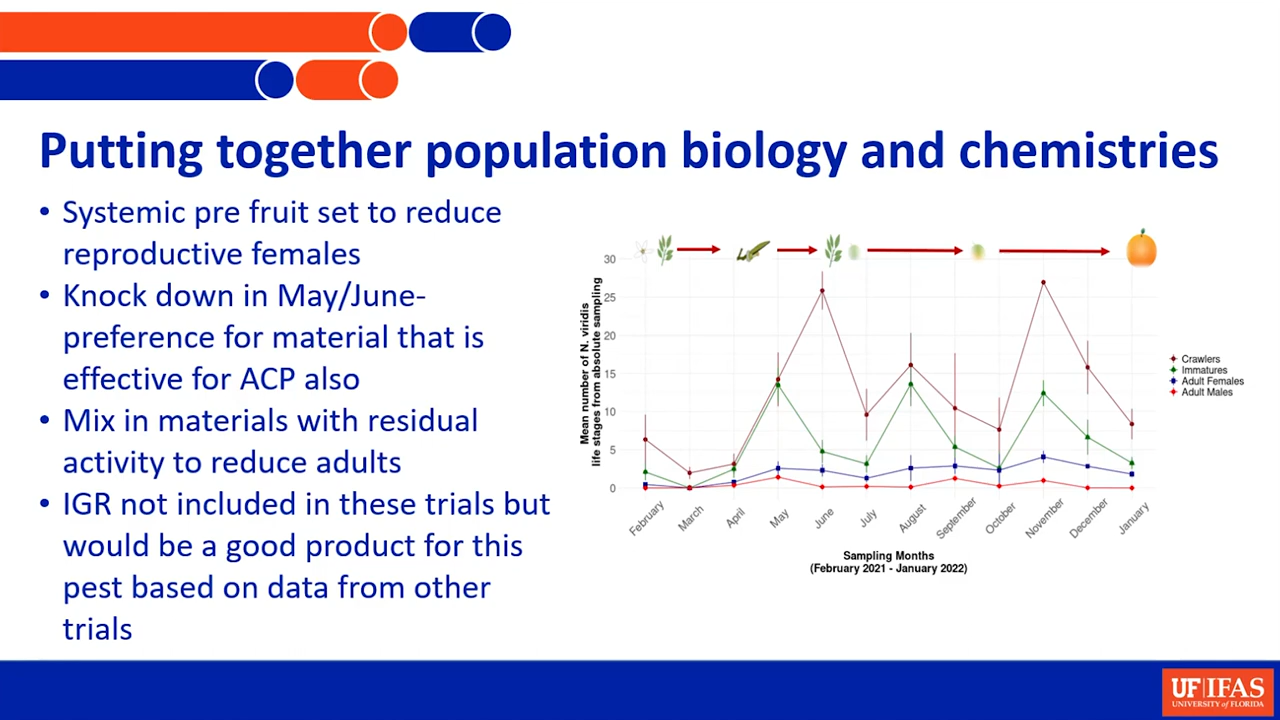 Putting together population biology and chemistries
• Systemic pre fruit set to reduce
reproductive females
• Knock down in May/June-
preference for material that is
effective for ACP also
• Mix in materials with residual
activity to reduce adults
• IGR not included in these trials but
would be a good product for this
pest based on data from other
trials
Mean number of N. viridis
life stages from absolute sampling
30
25
20
15
10
5
0
February
March
April
May
June
July
August
September
October
November
December
January
Sampling Months
(February 2021 - January 2022)
Crawlers
Immatures
Adult Females
Adult Males
UF|IFAS
UNIVERSITY of FLORIDA